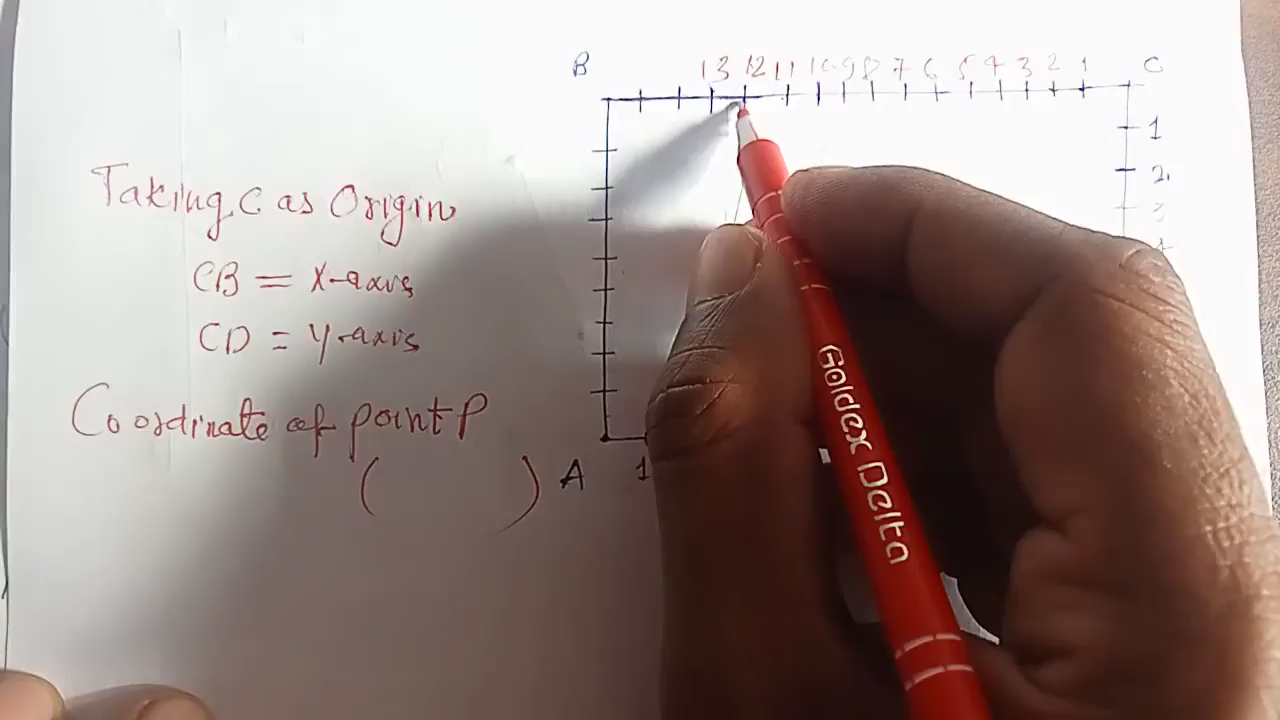 B 13 12 11 10 9 8 7 6 5 4 3 2 1 C
1
2
3
Taking C as Origin
CB = X-axis
CD = Y-axis
Coordinate of point P
( )
A 1
Goldex Delta